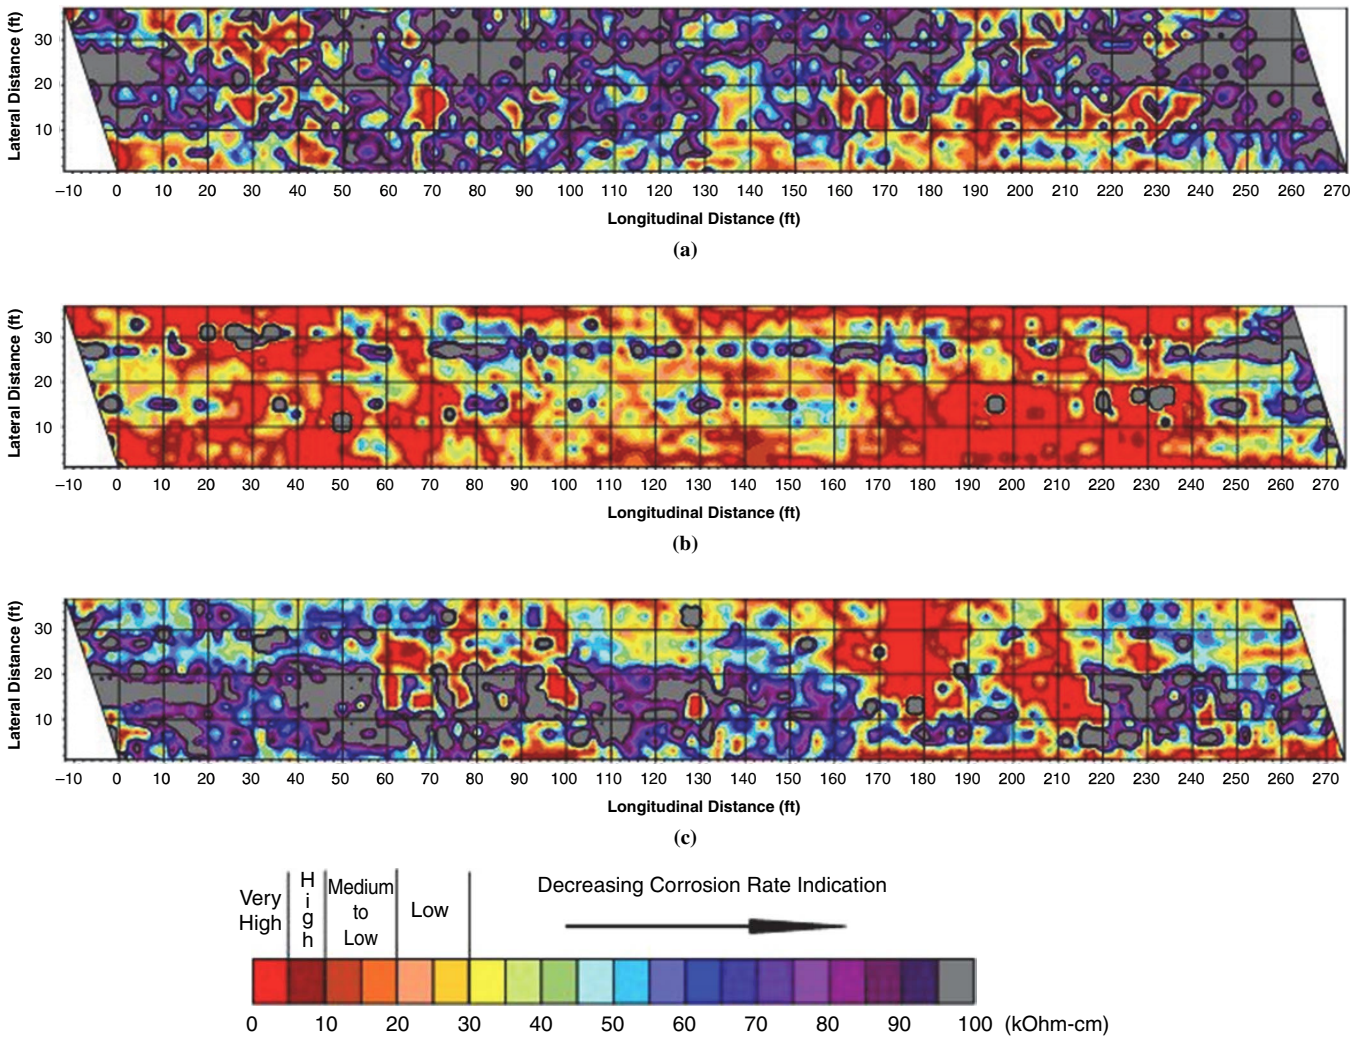 Lateral Distance (ft)
30
20
10
–10 0 10 20 30 40 50 60 70 80 90 100 110 120 130 140 150 160 170 180 190 200 210 220 230 240 250 260 270
Longitudinal Distance (ft)
(a)
Lateral Distance (ft)
30
20
10
–10 0 10 20 30 40 50 60 70 80 90 100 110 120 130 140 150 160 170 180 190 200 210 220 230 240 250 260 270
Longitudinal Distance (ft)
(b)
Lateral Distance (ft)
30
20
10
–10 0 10 20 30 40 50 60 70 80 90 100 110 120 130 140 150 160 170 180 190 200 210 220 230 240 250 260 270
Longitudinal Distance (ft)
(c)
Very
High
High
Medium
to
Low
Low
Decreasing Corrosion Rate Indication
0 10 20 30 40 50 60 70 80 90 100 (kOhm-cm)